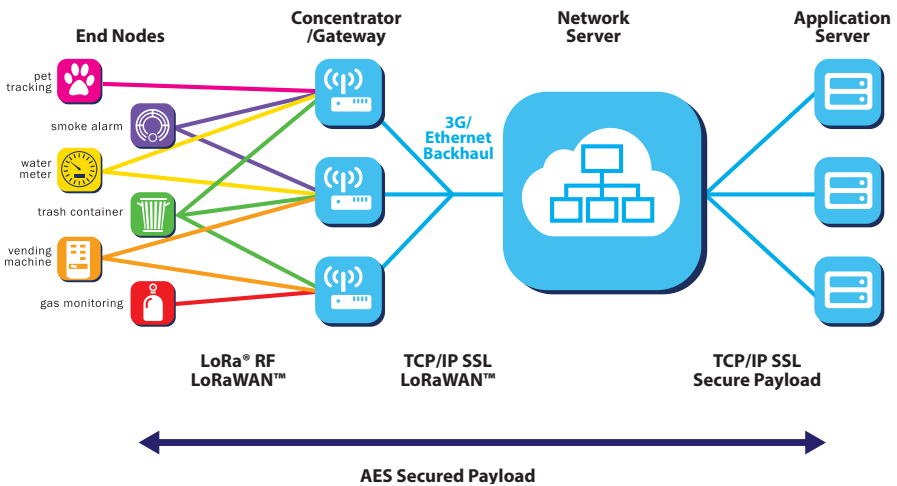 End Nodes
Concentrator
/Gateway
Network
Server
Application
Server
pet
tracking
smoke alarm
water
meter
trash container
vending
machine
gas monitoring
3G/
Ethernet
Backhaul
LoRa® RF
LoRaWAN™
TCP/IP SSL
LoRaWAN™
TCP/IP SSL
Secure Payload
AES Secured Payload